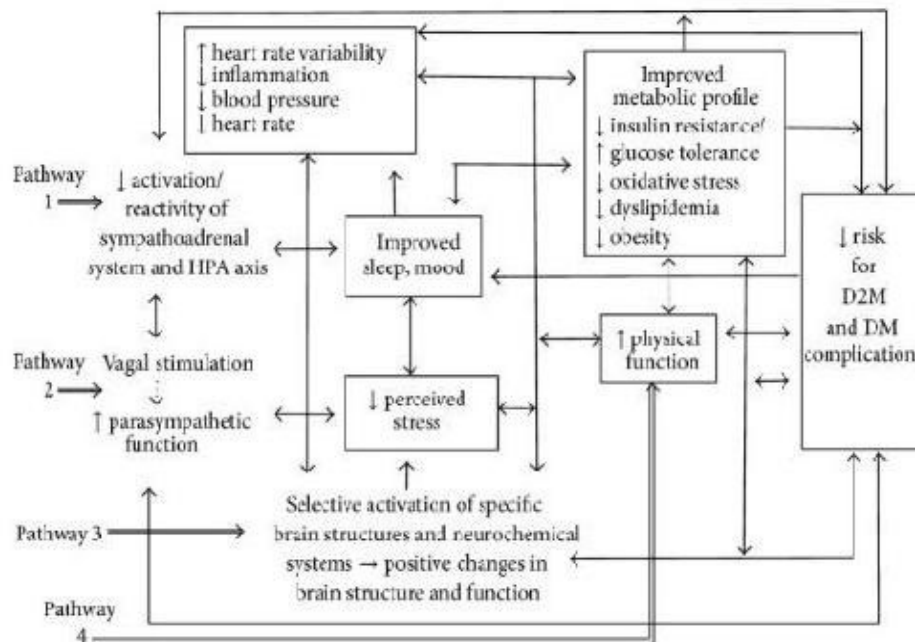 ↑ heart rate variability
↓ inflammation
↓ blood pressure
↓ heart rate
Improved
metabolic profile
↓ insulin resistance/
↑ glucose tolerance
↓ oxidative stress
↓ dyslipidemia
↓ obesity
Pathway
1
↓ activation/
reactivity of
sympathoadrenal
system and HPA axis
Improved
sleep, mood
↓ risk
for
D2M
and DM
complication
Pathway
2
Vagal stimulation
↑ parasympathetic
function
↓ perceived
stress
↑ physical
function
Pathway 3
Selective activation of specific
brain structures and neurochemical
systems → positive changes in
brain structure and function
Pathway
4